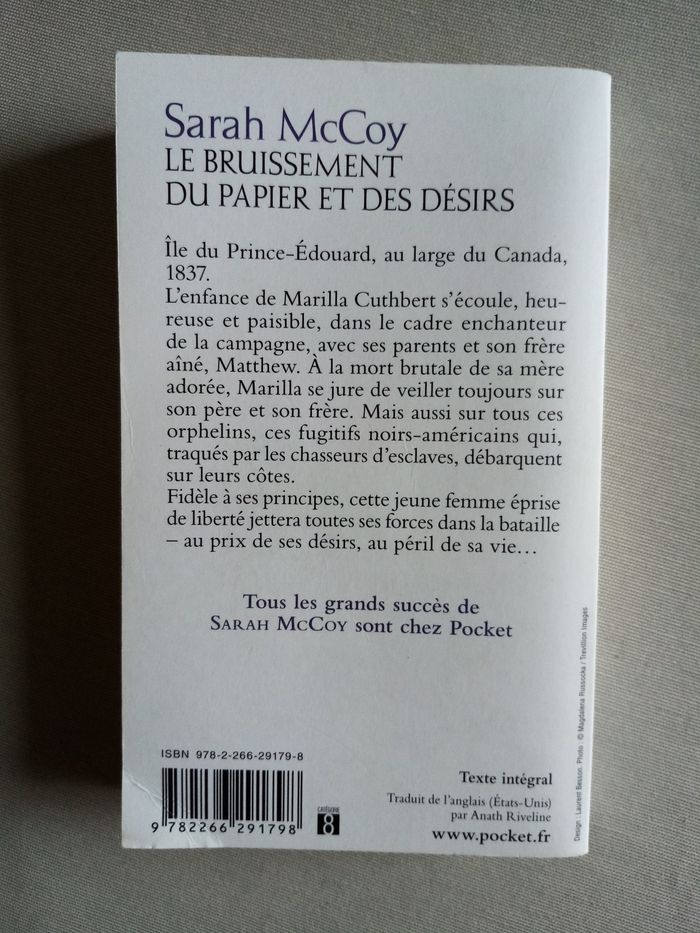 Sarah McCoy
LE BRUISSEMENT
DU PAPIER ET DES DÉSIRS
Île du Prince-Édouard, au large du Canada,
1837.
L'enfance de Marilla Cuthbert s'écoule, heu-
reuse et paisible, dans le cadre enchanteur
de la campagne, avec ses parents et son frère
aîné, Matthew. À la mort brutale de sa mère
adorée, Marilla se jure de veiller toujours sur
son père et son frère. Mais aussi sur tous ces
orphelins, ces fugitifs noirs-américains qui,
traqués par les chasseurs d'esclaves, débarquent
sur leurs côtes.
Fidèle à ses principes, cette jeune femme éprise
de liberté jettera toutes ses forces dans la bataille
– au prix de ses désirs, au péril de sa vie…
Tous les grands succès de
SARAH MCCOY sont chez Pocket
ISBN 978-2-266-29179-8
9 782266 291798
CATÉGORIE
8
Texte intégral
Traduit de l'anglais (États-Unis)
par Anath Riveline
www.pocket.fr
Design : Laurent Besson. Photo : © Magdalena Russocka / Trevillion Images